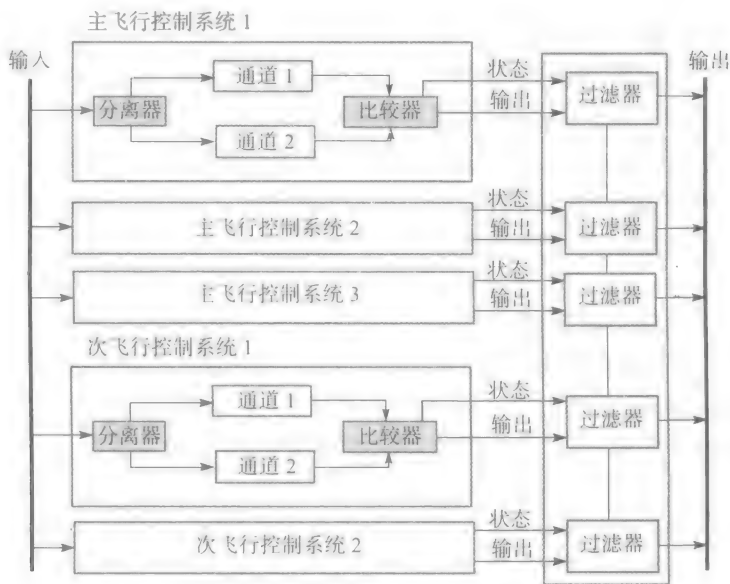 主飞行控制系统 1
输入
输出
通道 1
分离器
比较器
通道 2
状态
输出
过滤器
主飞行控制系统 2
状态
输出
过滤器
主飞行控制系统 3
状态
输出
过滤器
次飞行控制系统1
通道 1
分离器
比较器
通道 2
状态
输出
过滤器
次飞行控制系统 2
状态
输出
过滤器